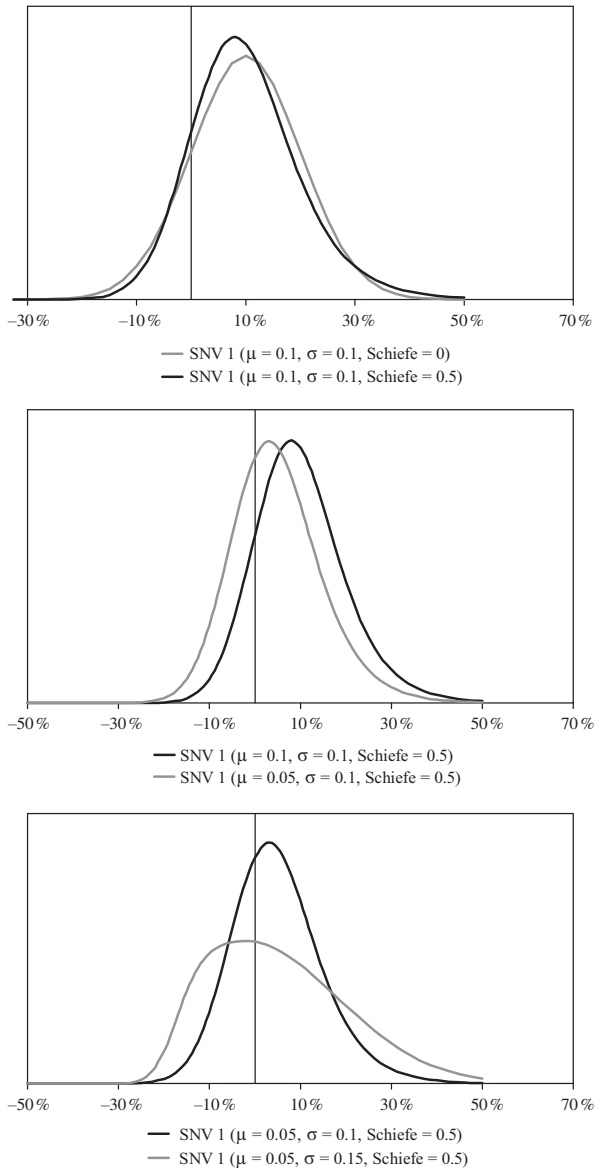 –30% –10% 10% 30% 50% 70%
SNV 1 (μ = 0.1, σ = 0.1, Schiefe = 0)
SNV 1 (μ = 0.1, σ = 0.1, Schiefe = 0.5)
–50% –30% –10% 10% 30% 50% 70%
SNV 1 (μ = 0.1, σ = 0.1, Schiefe = 0.5)
SNV 1 (μ = 0.05, σ = 0.1, Schiefe = 0.5)
–50% –30% –10% 10% 30% 50% 70%
SNV 1 (μ = 0.05, σ = 0.1, Schiefe = 0.5)
SNV 1 (μ = 0.05, σ = 0.15, Schiefe = 0.5)